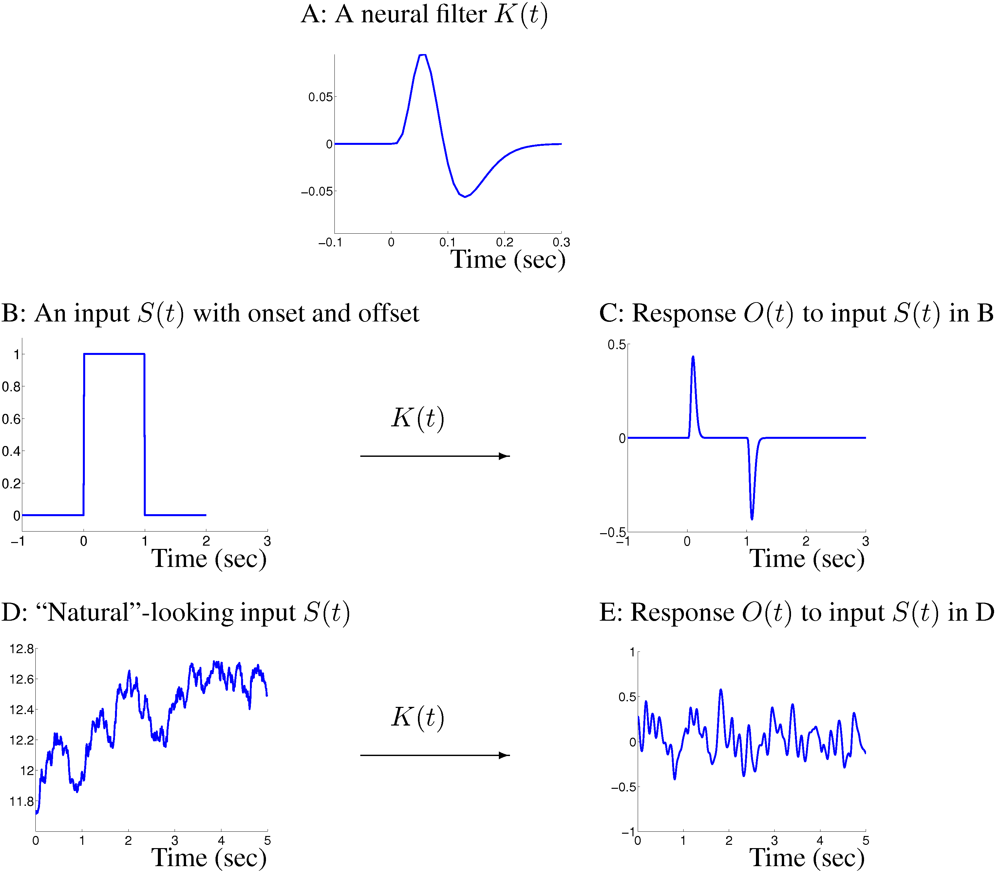 A: A neural filter K(t)
0.05
0
−0.05
−0.1 0 0.1 0.2 0.3
Time (sec)
B: An input S(t) with onset and offset
1
0.8
0.6
0.4
0.2
0
−1 0 1 2 3
Time (sec)
K(t)
C: Response O(t) to input S(t) in B
0.5
0
−0.5
−1 0 1 2 3
Time (sec)
D: “Natural”-looking input S(t)
12.8
12.6
12.4
12.2
12
11.8
0 1 2 3 4 5
Time (sec)
K(t)
E: Response O(t) to input S(t) in D
1
0.5
0
−0.5
−1
0 1 2 3 4 5
Time (sec)